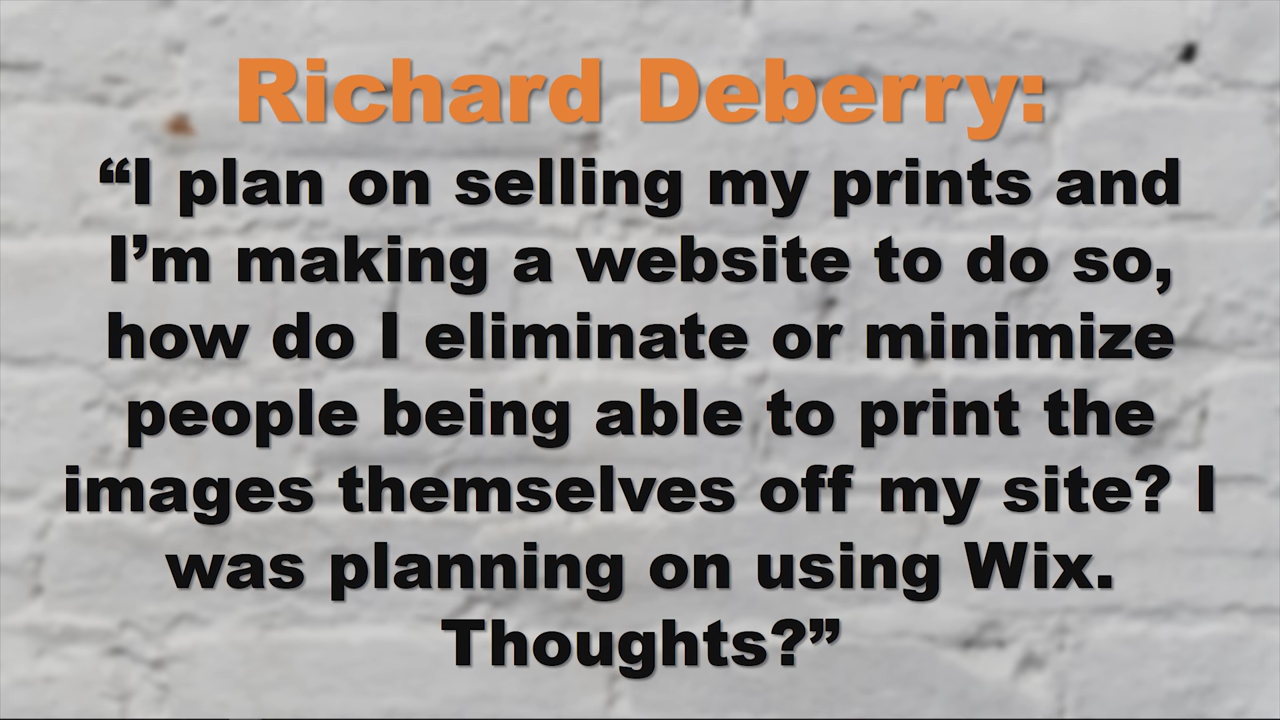 Richard Deberry:
“I plan on selling my prints and
I’m making a website to do so,
how do I eliminate or minimize
people being able to print the
images themselves off my site? I
was planning on using Wix.
Thoughts?”